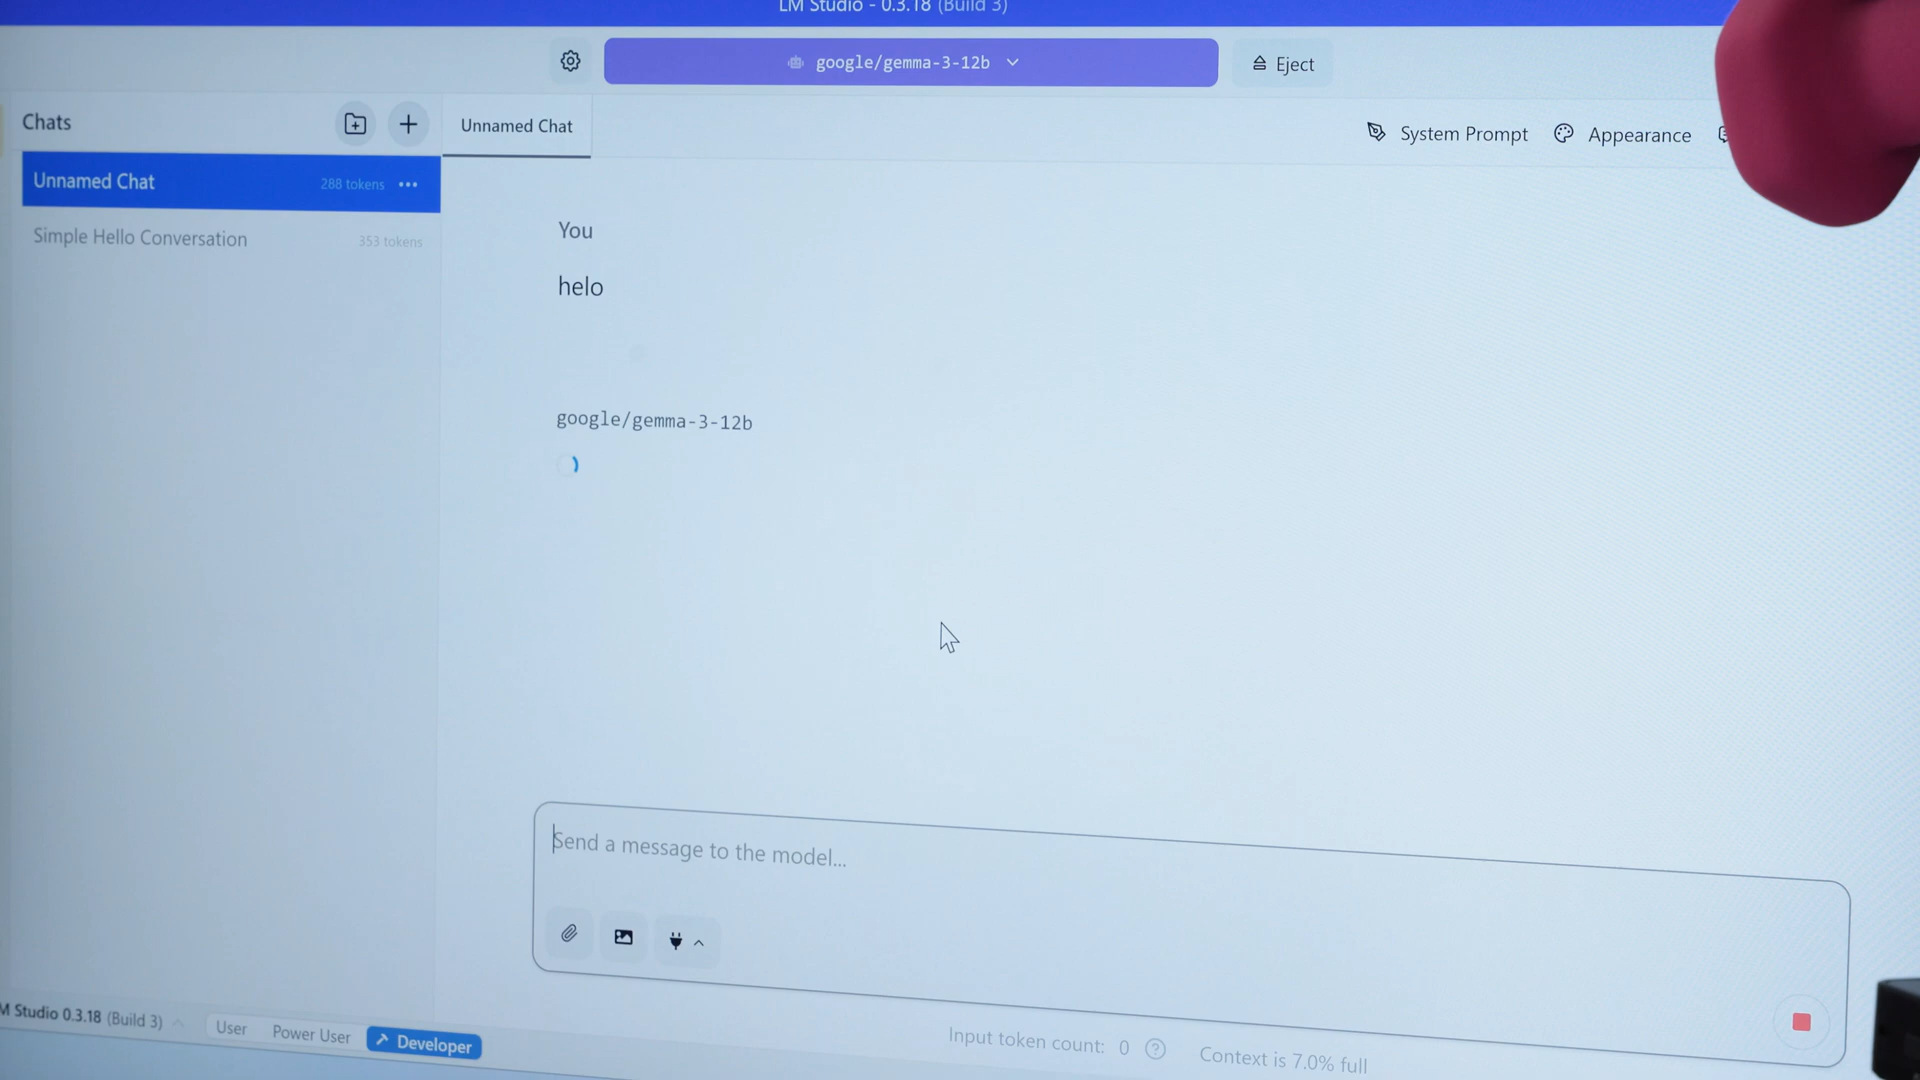 LM Studio - 0.3.18 (Build 3)
google/gemma-3-12b
Eject
Chats
Unnamed Chat
System Prompt
Appearance
Unnamed Chat
288 tokens
Simple Hello Conversation
353 tokens
You
helo
google/gemma-3-12b
Send a message to the model...
M Studio 0.3.18 (Build 3)
User
Power User
Developer
Input token count: 0
Context is 7.0% full